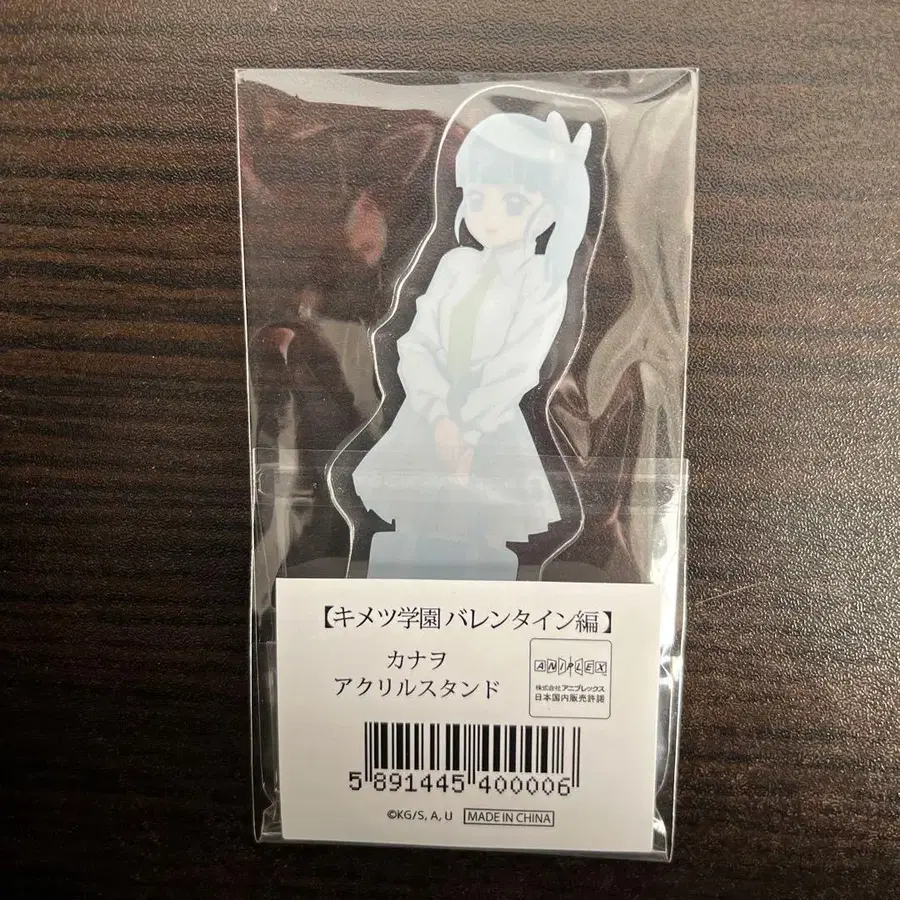 【キメツ学園 バレンタイン編】
カナヲ
アクリルスタンド
ANIPLEX
株式会社アニプレックス
日本国内販売許諾
5 891445 400006
©KG/S, A, U MADE IN CHINA